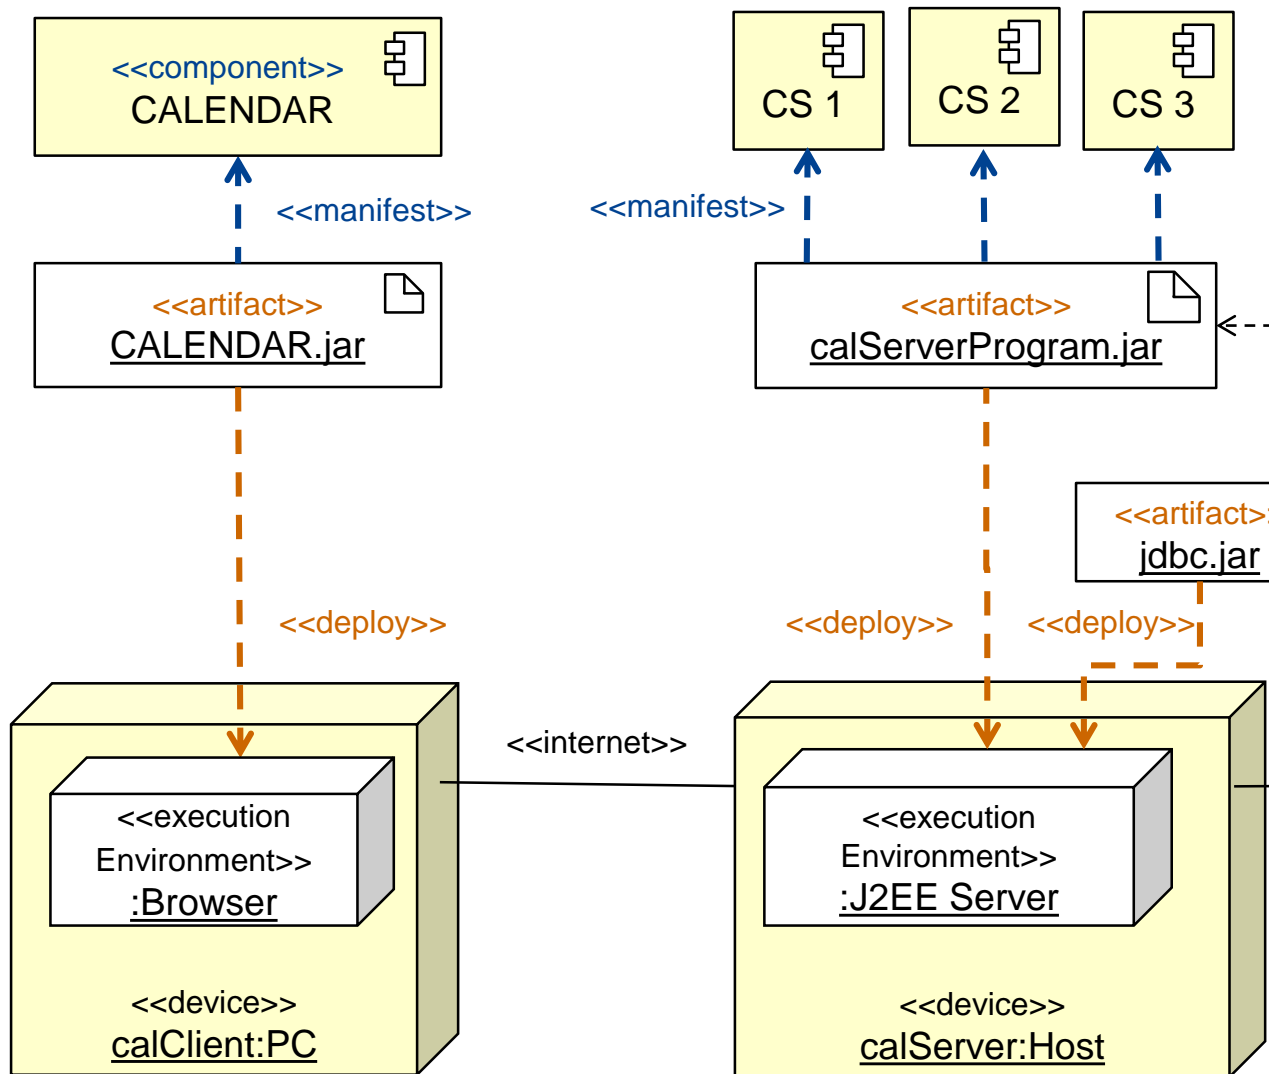 <<component>>
CALENDAR
CS 1
CS 2
CS 3
<<manifest>>
<<manifest>>
<<artifact>>
CALENDAR.jar
<<artifact>>
calServerProgram.jar
<<artifact>
jdbc.jar
<<deploy>>
<<deploy>>
<<deploy>>
<<internet>>
<<execution
Environment>>
:Browser
<<execution
Environment>>
:J2EE Server
<<device>>
calClient:PC
<<device>>
calServer:Host